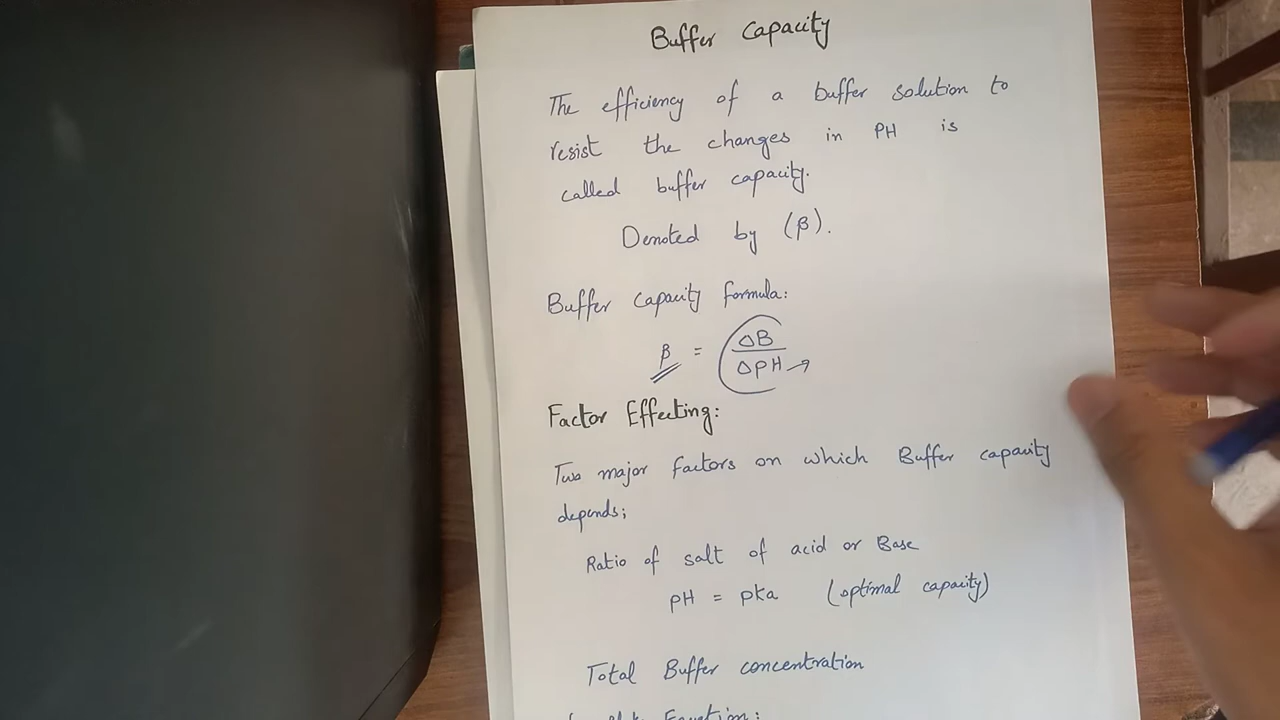 Buffer Capacity
The efficiency of a buffer solution to
resist the changes in PH is
called buffer capacity.
Denoted by (β).
Buffer Capacity formula:
β = ΔB
ΔPH →
Factor Effecting:
Two major factors on which Buffer capacity
depends;
Ratio of salt of acid or Base
pH = pka (optimal capacity)
Total Buffer concentration
Equation: